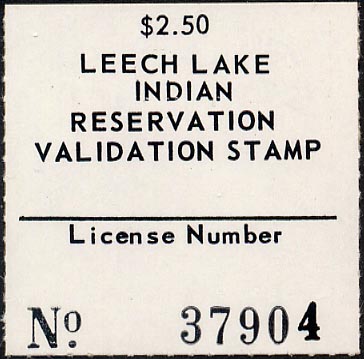 $2.50
LEECH LAKE
INDIAN
RESERVATION
VALIDATION STAMP
License Number
No 37904